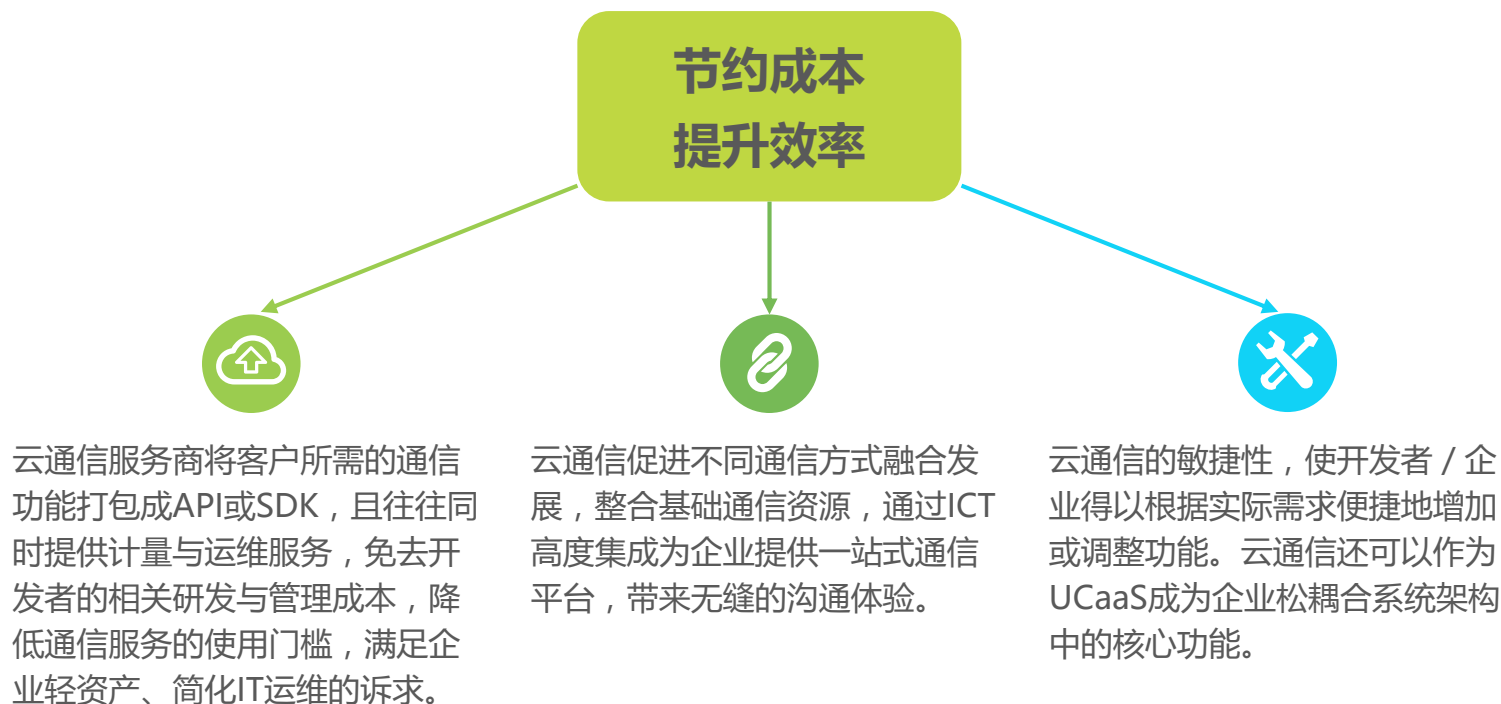 节约成本
提升效率
云通信服务商将客户所需的通信
功能打包成API或SDK，且往往同
时提供计量与运维服务，免去开
发者的相关研发与管理成本，降
低通信服务的使用门槛，满足企
业轻资产、简化IT运维的诉求。
云通信促进不同通信方式融合发
展，整合基础通信资源，通过ICT
高度集成为企业提供一站式通信
平台，带来无缝的沟通体验。
云通信的敏捷性，使开发者／企
业得以根据实际需求便捷地增加
或调整功能。云通信还可以作为
UCaaS成为企业松耦合系统架构
中的核心功能。